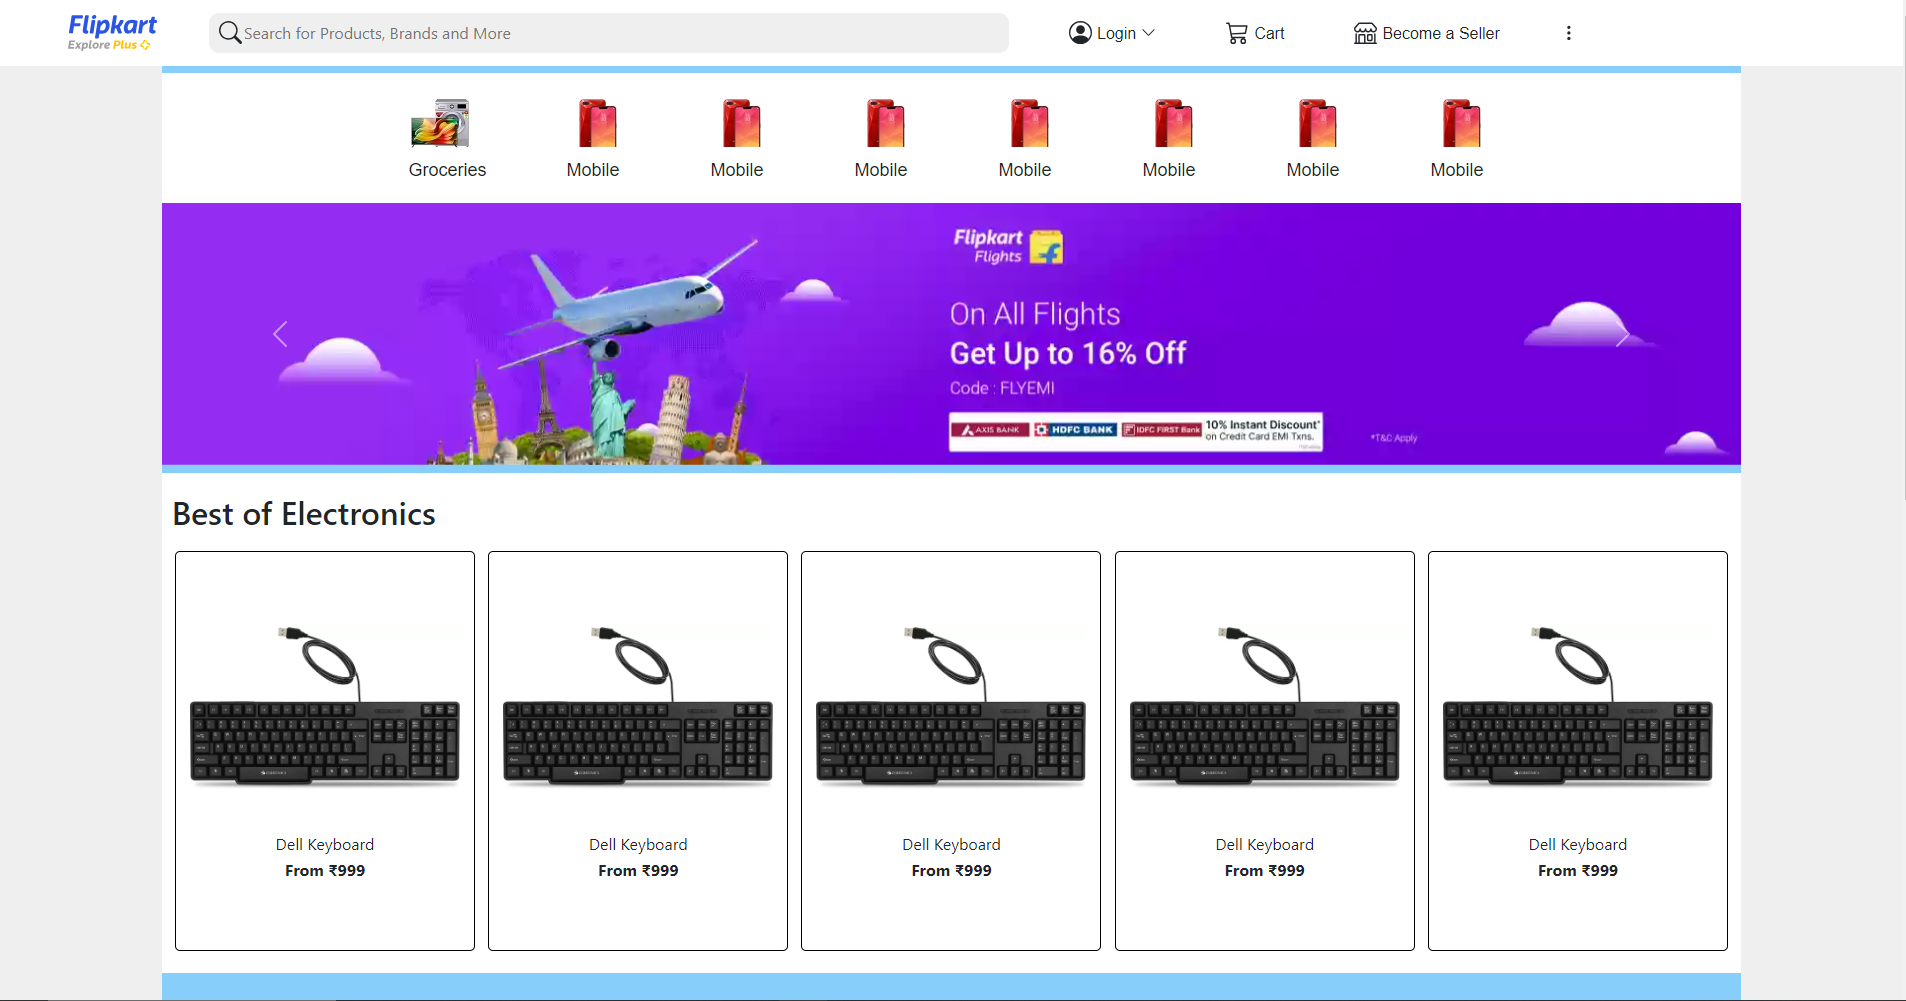 Flipkart
Explore Plus
Search for Products, Brands and More
Login
Cart
Become a Seller
Groceries
Mobile
Mobile
Mobile
Mobile
Mobile
Mobile
Mobile
Flipkart
Flights
On All Flights
Get Up to 16% Off
Code : FLYEMI
AXIS BANK
HDFC BANK
IDFC FIRST Bank
10% Instant Discount*
on Credit Card EMI Txns.
*T&C Apply
Best of Electronics
Dell Keyboard
From ₹999
Dell Keyboard
From ₹999
Dell Keyboard
From ₹999
Dell Keyboard
From ₹999
Dell Keyboard
From ₹999